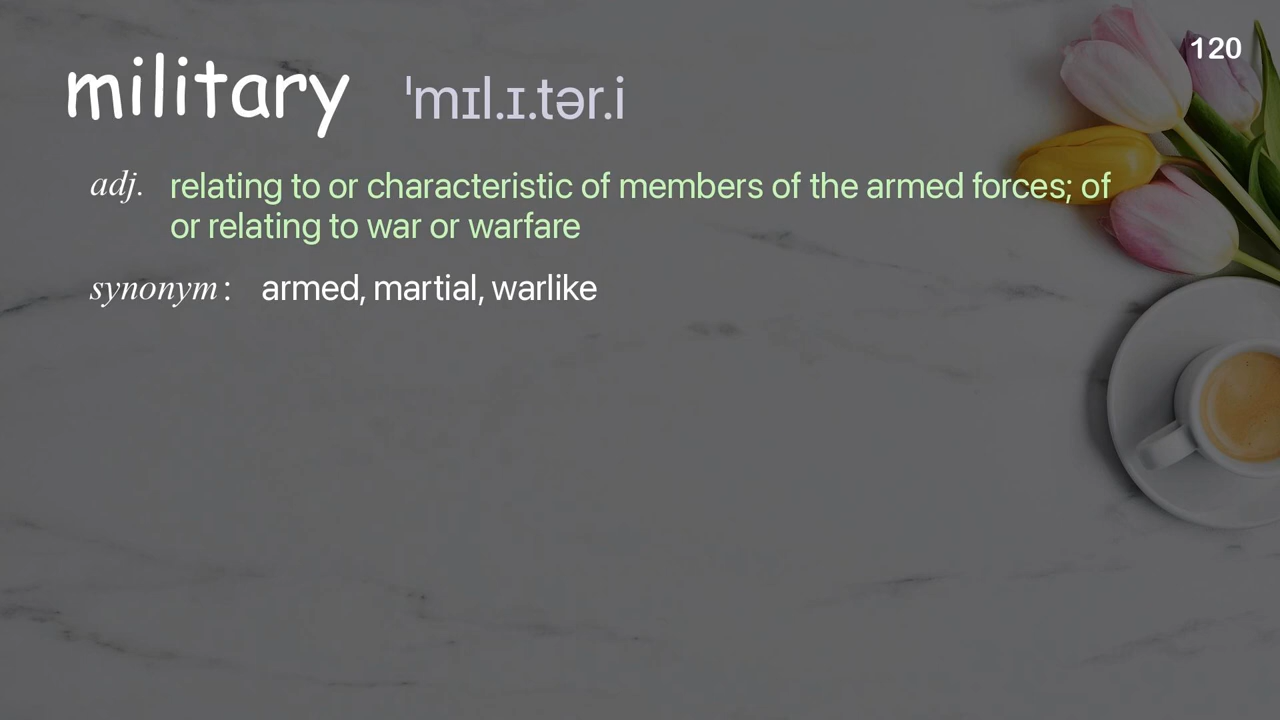 120
military ˈmɪl.ɪ.tər.i
adj. relating to or characteristic of members of the armed forces; of
or relating to war or warfare
synonym : armed, martial, warlike